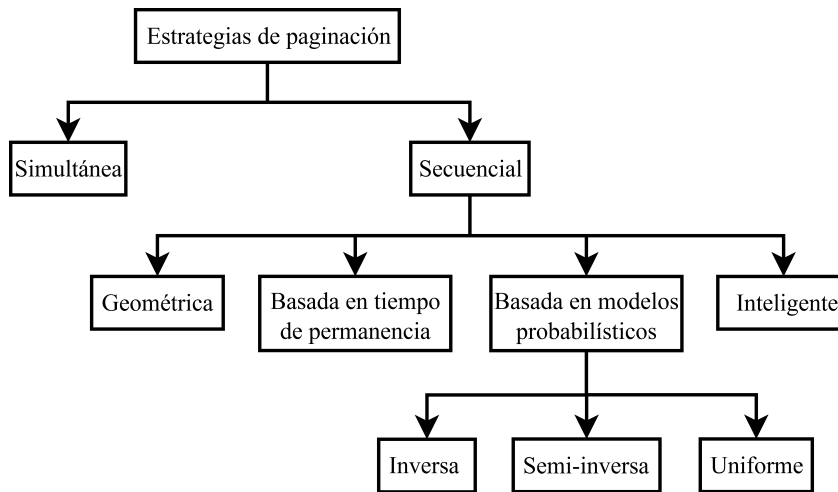 Estrategias de paginación
Simultánea
Secuencial
Geométrica
Basada en tiempo
de permanencia
Basada en modelos
probabilísticos
Inteligente
Inversa
Semi-inversa
Uniforme